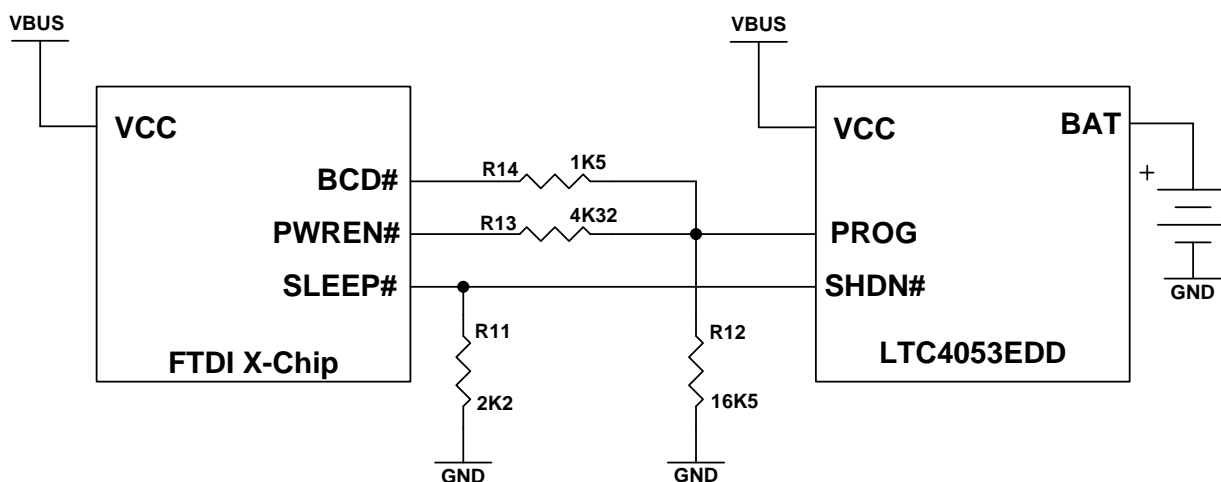 VBUS
VBUS
VCC
VCC
BAT
BCD#
R14
1K5
+
PWREN#
R13
4K32
PROG
SLEEP#
SHDN#
GND
R11
R12
FTDI X-Chip
LTC4053EDD
2K2
16K5
GND
GND